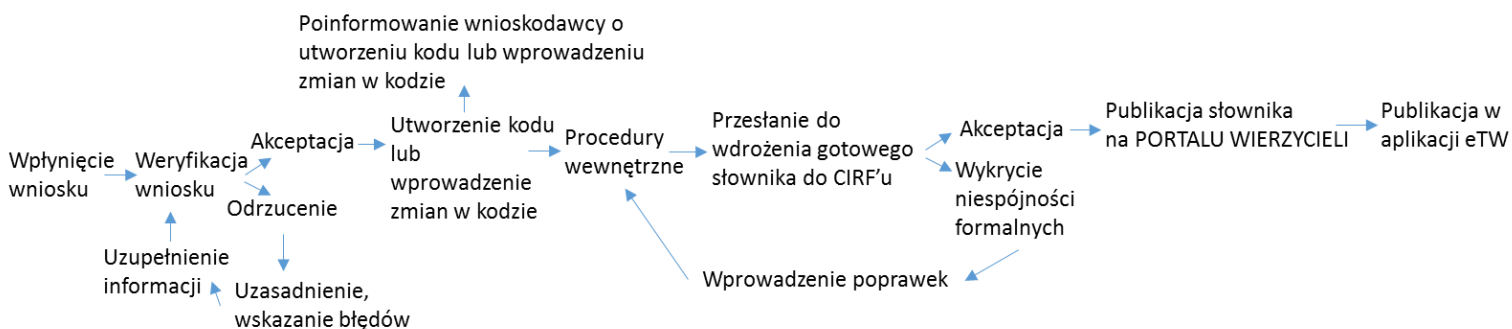 Poinformowanie wnioskodawcy o
utworzeniu kodu lub wprowadzeniu
zmian w kodzie
Wpłynięcie
wniosku
Weryfikacja
wniosku
Akceptacja
Odrzucenie
Uzasadnienie,
wskazanie błędów
Uzupełnienie
informacji
Utworzenie kodu
lub
wprowadzenie
zmian w kodzie
Procedury
wewnętrzne
Przesłanie do
wdrożenia gotowego
słownika do CIRF’u
Akceptacja
Wykrycie
niespójności
formalnych
Wprowadzenie poprawek
Publikacja słownika
na PORTALU WIERZYCIELI
Publikacja w
aplikacji eTW